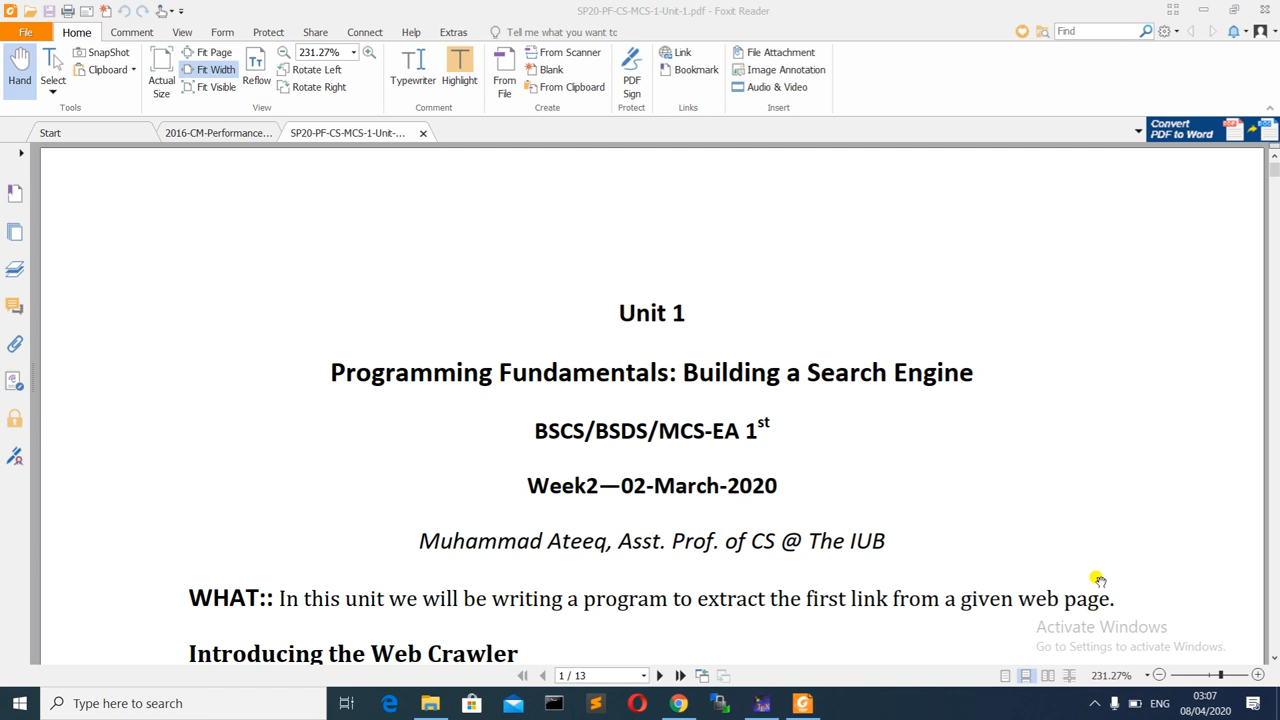 SP20-PF-CS-MCS-1-Unit-1.pdf - Foxit Reader
File Home Comment View Form Protect Share Connect Help Extras Tell me what you want to Find
Hand
Select
SnapShot
Clipboard
Tools
Actual Size
Fit Page
Fit Width
Fit Visible
Reflow
231.27%
Rotate Left
Rotate Right
View
Typewriter
Highlight
Comment
From File
From Scanner
Blank
From Clipboard
Create
PDF Sign
Protect
Link
Bookmark
Links
File Attachment
Image Annotation
Audio & Video
Insert
Start 2016-CM-Performance... SP20-PF-CS-MCS-1-Unit-...
Convert
PDF to Word
Unit 1
Programming Fundamentals: Building a Search Engine
BSCS/BSDS/MCS-EA 1st
Week2—02-March-2020
Muhammad Ateeq, Asst. Prof. of CS @ The IUB
WHAT:: In this unit we will be writing a program to extract the first link from a given web page.
Introducing the Web Crawler
Activate Windows
Go to Settings to activate Windows.
1 / 13 231.27%
Type here to search
ENG
03:07
08/04/2020